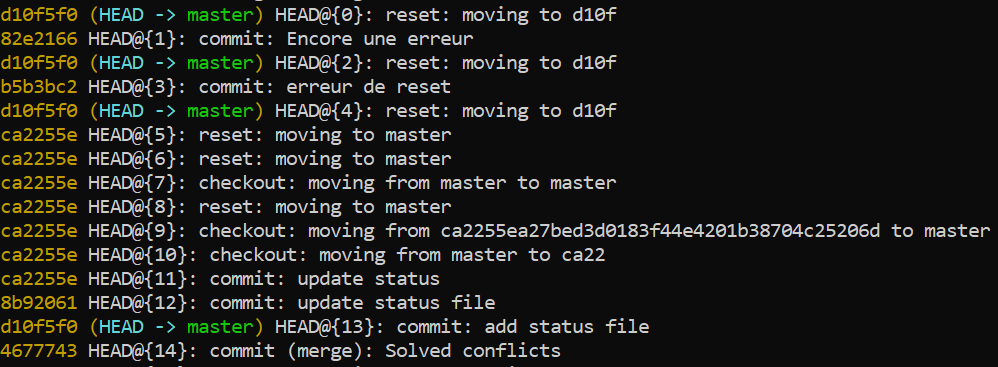 d10f5f0 (HEAD -> master) HEAD@{0}: reset: moving to d10f
82e2166 HEAD@{1}: commit: Encore une erreur
d10f5f0 (HEAD -> master) HEAD@{2}: reset: moving to d10f
b5b3bc2 HEAD@{3}: commit: erreur de reset
d10f5f0 (HEAD -> master) HEAD@{4}: reset: moving to d10f
ca2255e HEAD@{5}: reset: moving to master
ca2255e HEAD@{6}: reset: moving to master
ca2255e HEAD@{7}: checkout: moving from master to master
ca2255e HEAD@{8}: reset: moving to master
ca2255e HEAD@{9}: checkout: moving from ca2255ea27bed3d0183f44e4201b38704c25206d to master
ca2255e HEAD@{10}: checkout: moving from master to ca22
ca2255e HEAD@{11}: commit: update status
8b92061 HEAD@{12}: commit: update status file
d10f5f0 (HEAD -> master) HEAD@{13}: commit: add status file
4677743 HEAD@{14}: commit (merge): Solved conflicts